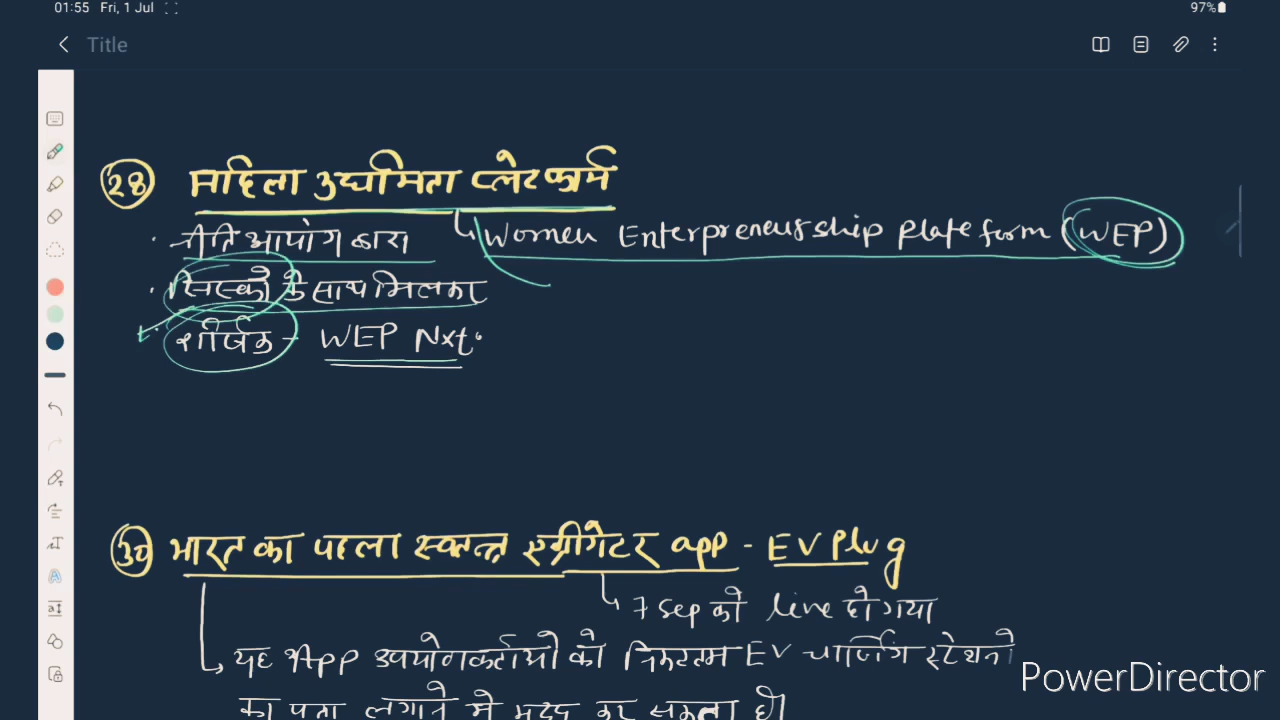 01:55 Fri, 1 Jul 97%
Title
28 महिला उद्यमिता प्लेटफार्म
नीति आयोग द्वारा Women Enterpreneurship plateform (WEP)
सिस्को के साथ मिलकर
शीर्षक - WEP Nxt.
30 भारत का पहला स्वतन्त्र एग्रीगेटर app - EV Plug
7 Sep को live हो गया
यह App उपयोगकर्ताओ को निकटतम EV चार्जिंग स्टेशनो
का पता लगाने मे मदद कर सकता है।
PowerDirector